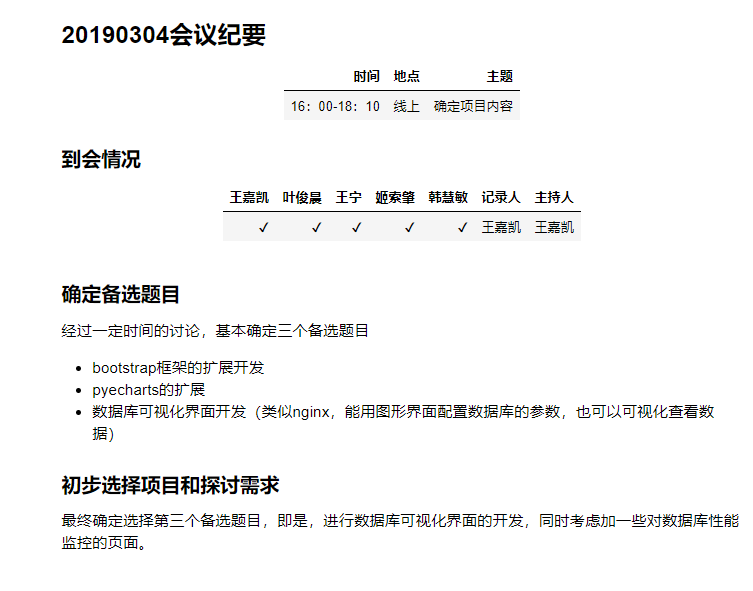 20190304会议纪要
时间 地点 主题
16：00-18：10 线上 确定项目内容
到会情况
王嘉凯 叶俊晨 王宁 姬索肇 韩慧敏 记录人 主持人
✓ ✓ ✓ ✓ ✓ 王嘉凯 王嘉凯
确定备选题目
经过一定时间的讨论，基本确定三个备选题目
• bootstrap框架的扩展开发
• pyecharts的扩展
• 数据库可视化界面开发（类似nginx，能用图形界面配置数据库的参数，也可以可视化查看数
据）
初步选择项目和探讨需求
最终确定选择第三个备选题目，即是，进行数据库可视化界面的开发，同时考虑加一些对数据库性能
监控的页面。